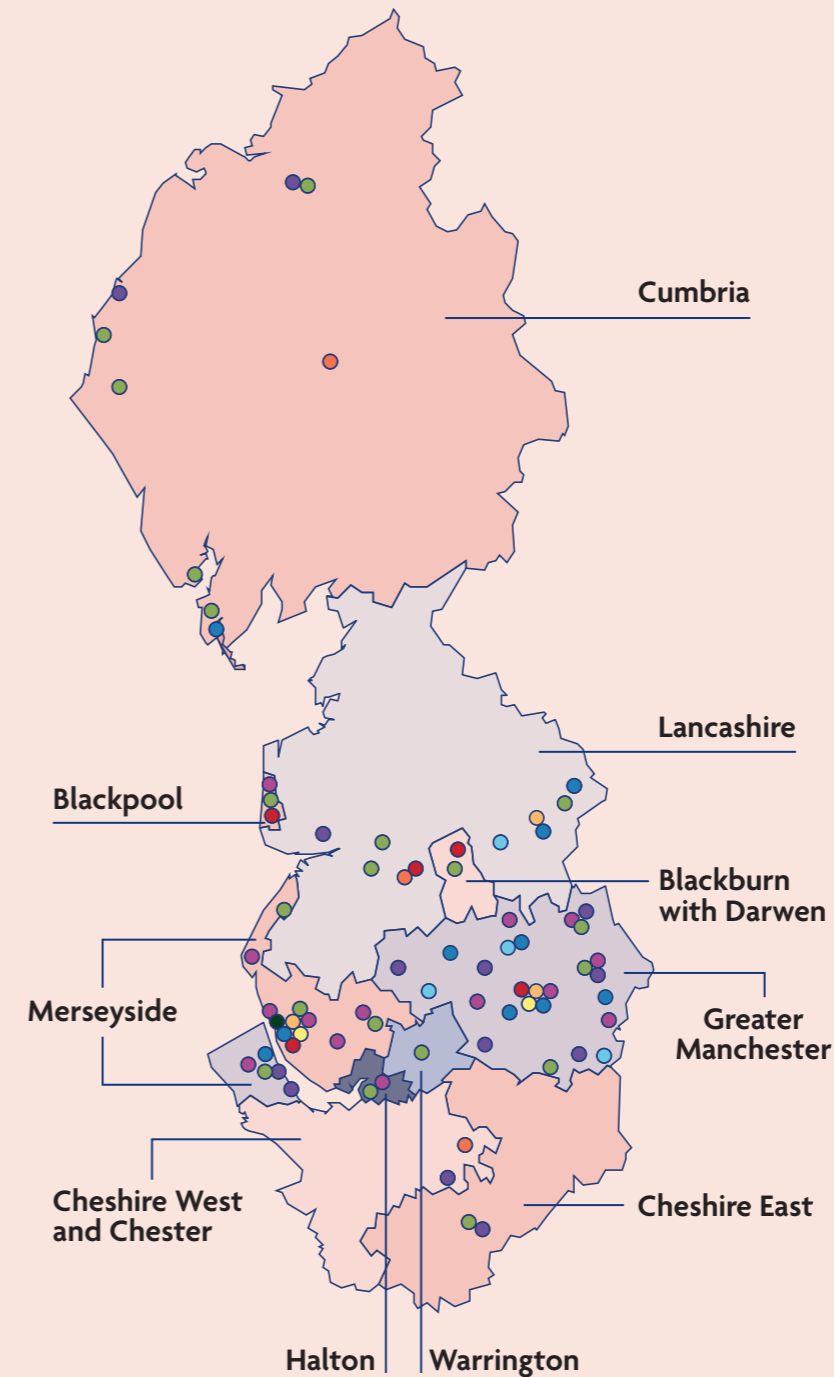 Cumbria
Lancashire
Blackpool
Blackburn
with Darwen
Merseyside
Greater
Manchester
Cheshire West
and Chester
Cheshire East
Halton
Warrington